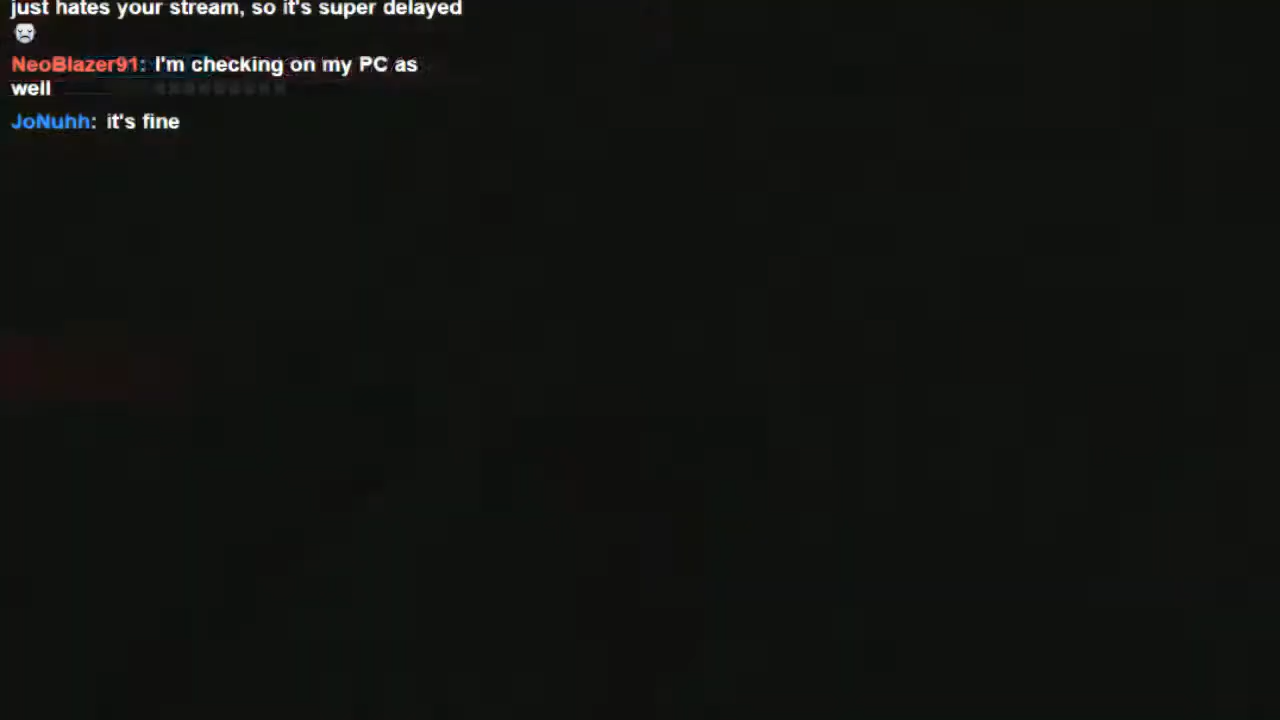 just hates your stream, so it's super delayed
NeoBlazer91: I'm checking on my PC as
well
JoNuhh: it's fine